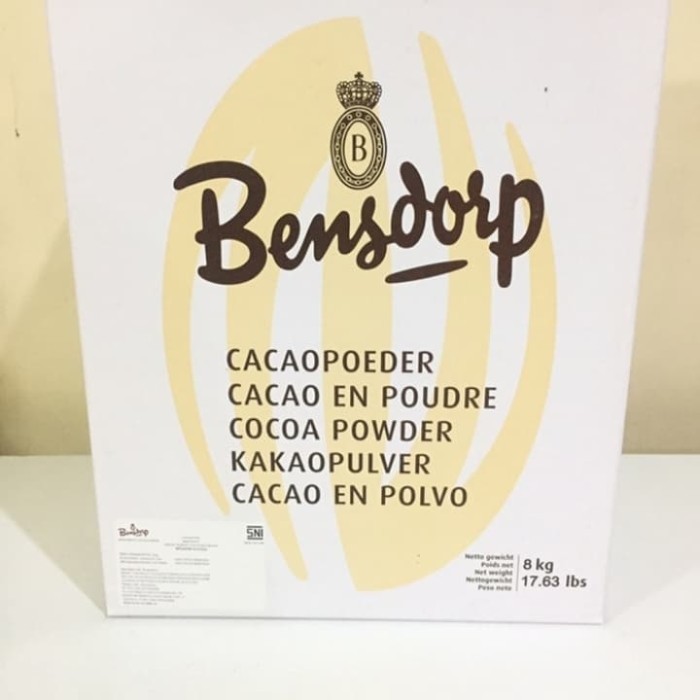 B
Bensdorp
CACAOPOEDER
CACAO EN POUDRE
COCOA POWDER
KAKAOPULVER
CACAO EN POLVO
Bensdorp
SNI
Netto gewicht
Poids net
Net weight
Nettogewicht
Peso neto
8 kg
17.63 lbs